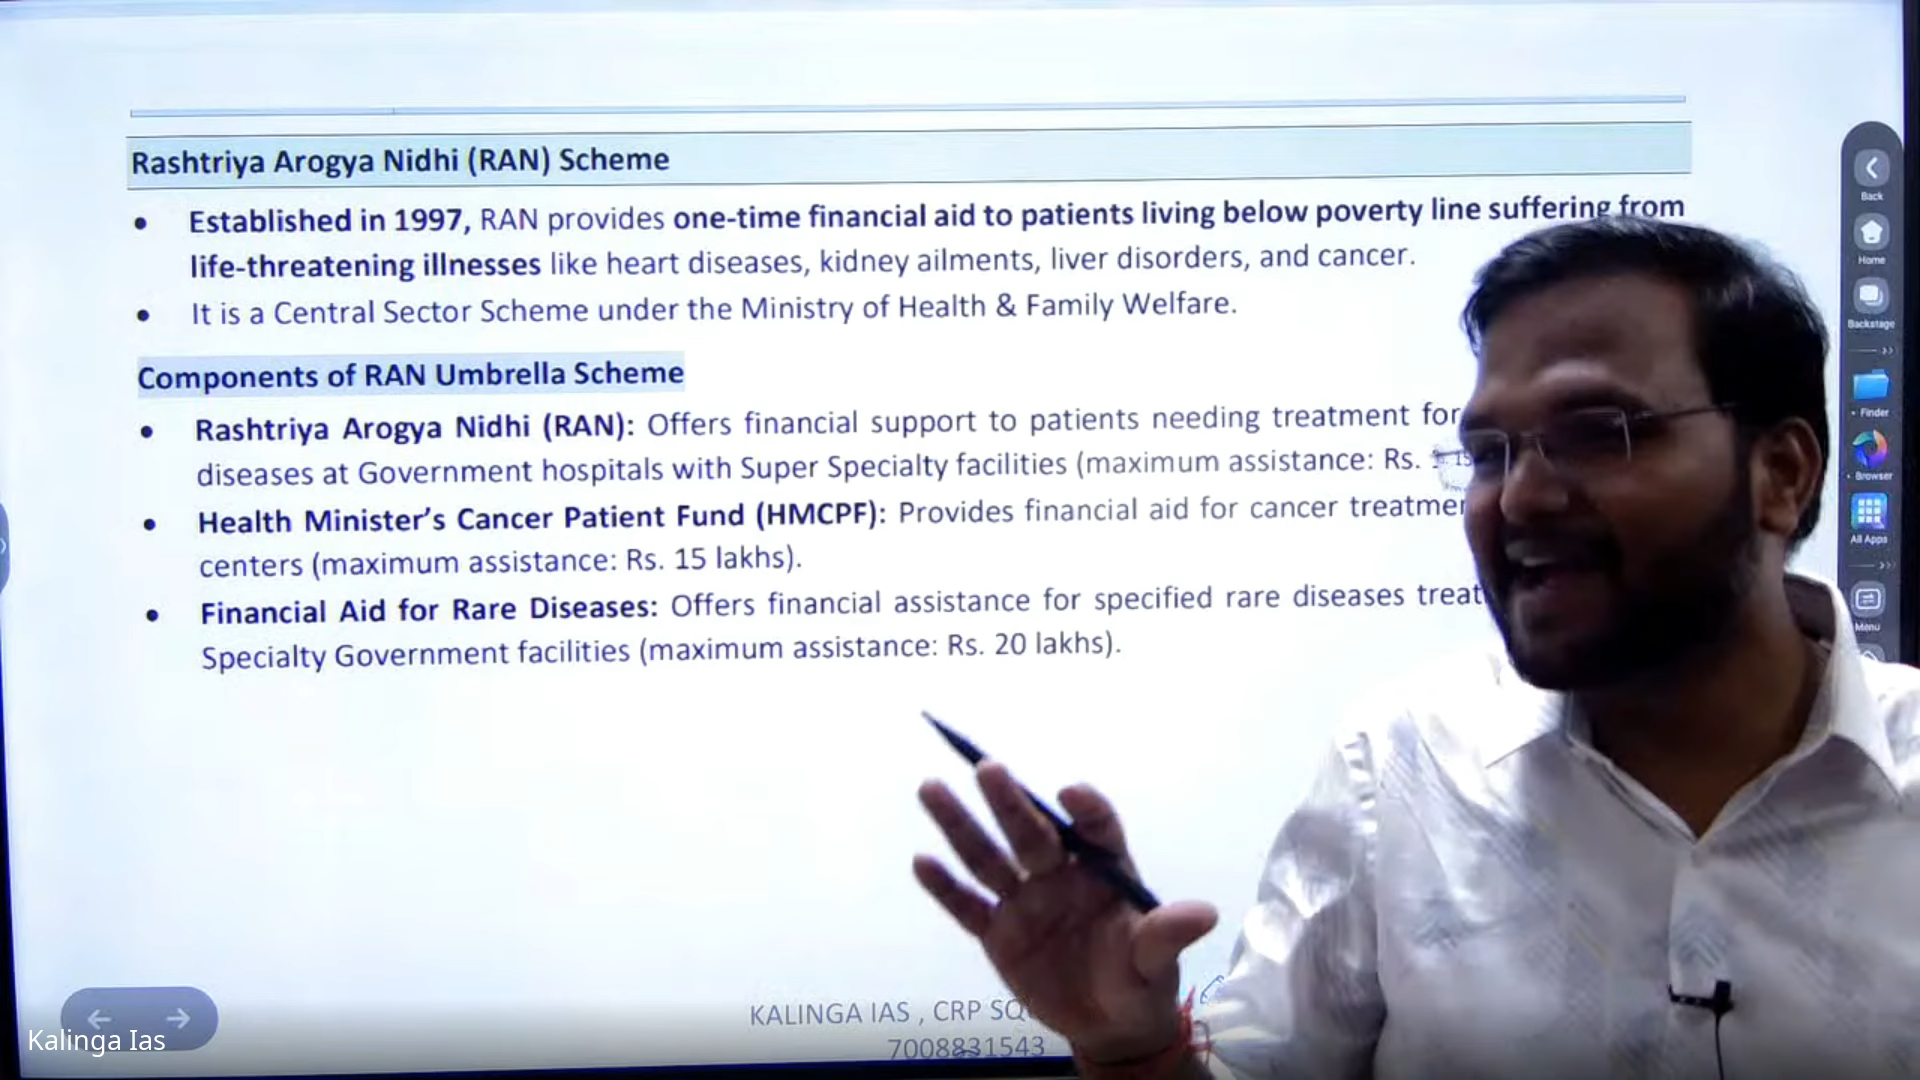 Rashtriya Arogya Nidhi (RAN) Scheme
• Established in 1997, RAN provides one-time financial aid to patients living below poverty line suffering from
life-threatening illnesses like heart diseases, kidney ailments, liver disorders, and cancer.
• It is a Central Sector Scheme under the Ministry of Health & Family Welfare.
Components of RAN Umbrella Scheme
• Rashtriya Arogya Nidhi (RAN): Offers financial support to patients needing treatment for
diseases at Government hospitals with Super Specialty facilities (maximum assistance: Rs.
• Health Minister’s Cancer Patient Fund (HMCPF): Provides financial aid for cancer
centers (maximum assistance: Rs. 15 lakhs).
• Financial Aid for Rare Diseases: Offers financial assistance for specified rare diseases
Specialty Government facilities (maximum assistance: Rs. 20 lakhs).
KALINGA IAS , CRP
7008831543
Kalinga Ias
Back
Home
Backstage
• Finder
• Browser
All Apps
Menu